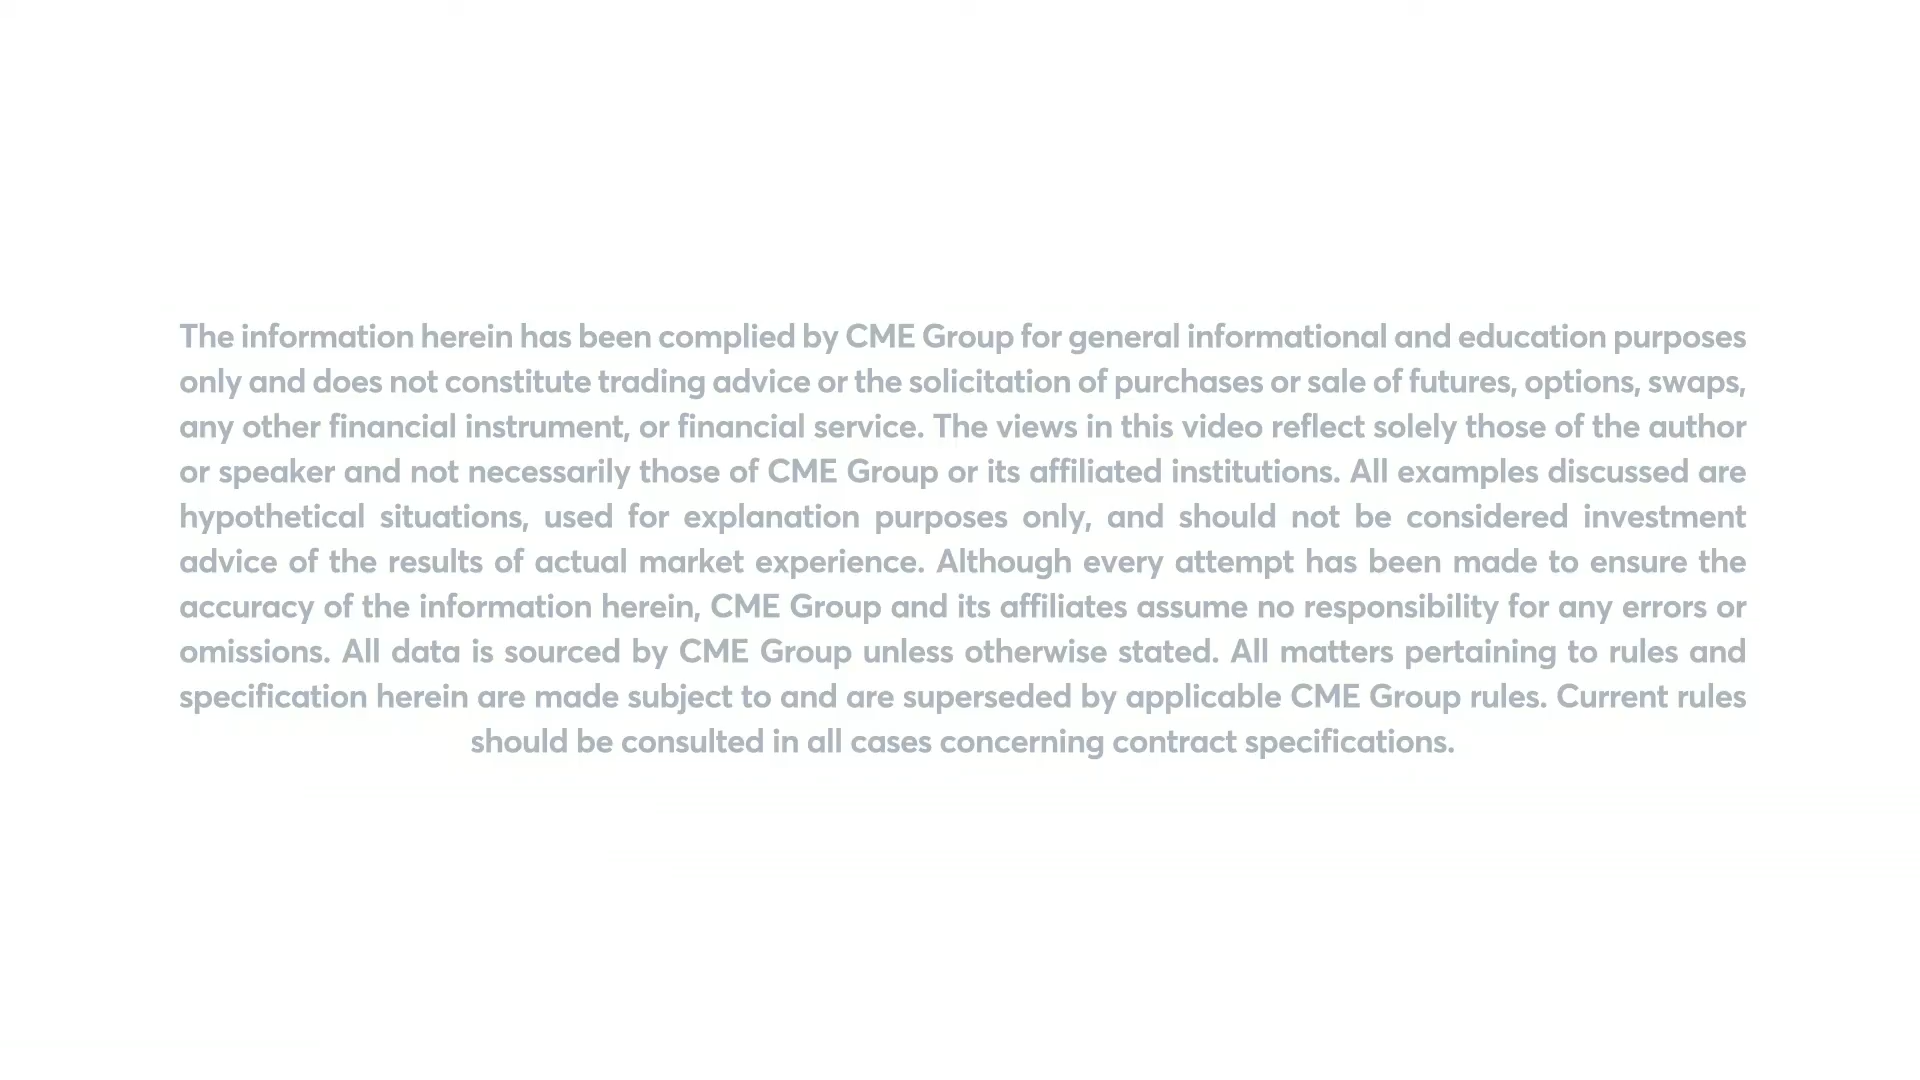 The information herein has been complied by CME Group for general informational and education purposes
only and does not constitute trading advice or the solicitation of purchases or sale of futures, options, swaps,
any other financial instrument, or financial service. The views in this video reflect solely those of the author
or speaker and not necessarily those of CME Group or its affiliated institutions. All examples discussed are
hypothetical situations, used for explanation purposes only, and should not be considered investment
advice of the results of actual market experience. Although every attempt has been made to ensure the
accuracy of the information herein, CME Group and its affiliates assume no responsibility for any errors or
omissions. All data is sourced by CME Group unless otherwise stated. All matters pertaining to rules and
specification herein are made subject to and are superseded by applicable CME Group rules. Current rules
should be consulted in all cases concerning contract specifications.